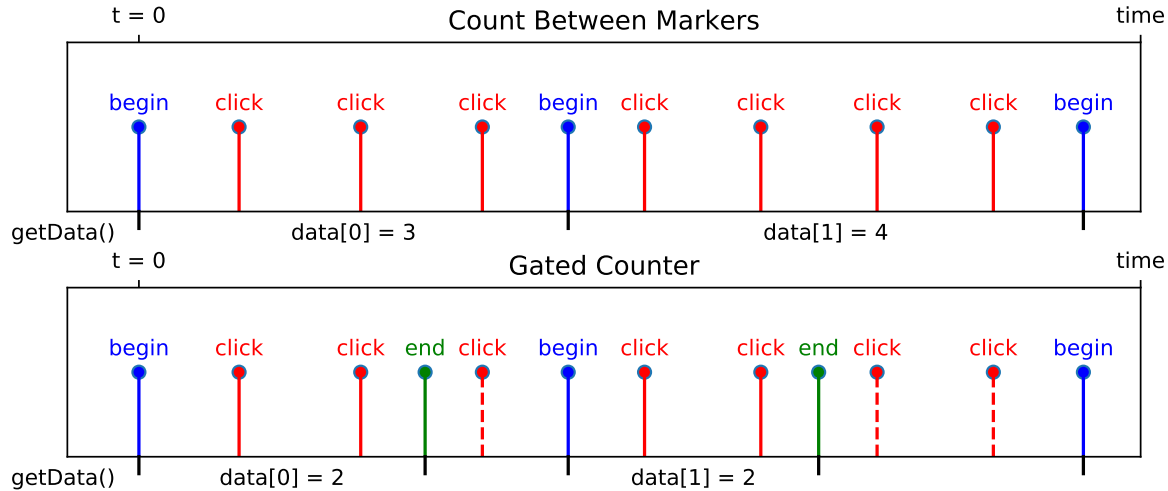 t = 0 Count Between Markers time
begin click click click begin click click click click begin
getData() data[0] = 3 data[1] = 4
t = 0 Gated Counter time
begin click click end click begin click click end click click begin
getData() data[0] = 2 data[1] = 2